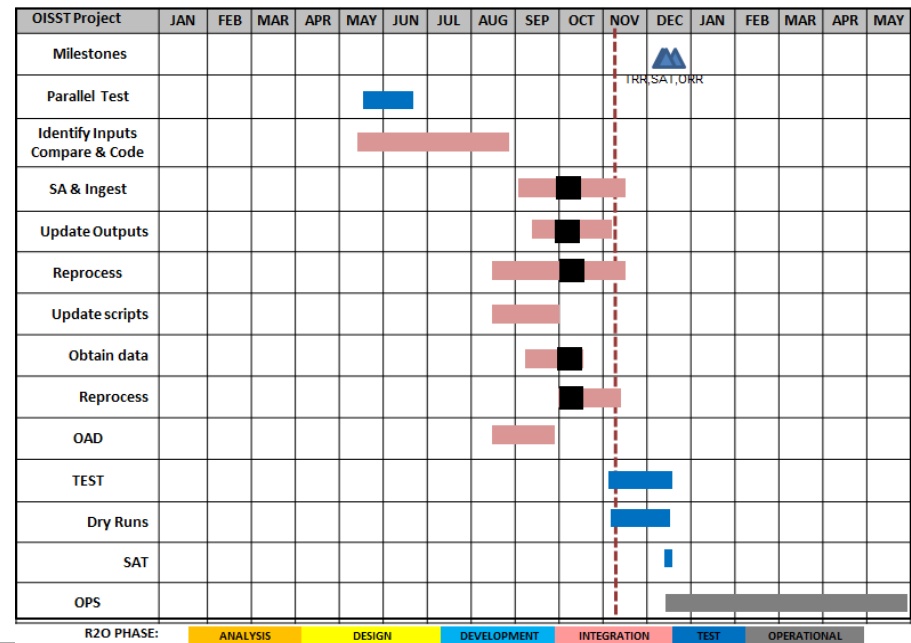 OISST Project JAN FEB MAR APR MAY JUN JUL AUG SEP OCT NOV DEC JAN FEB MAR APR MAY
Milestones
TRR,SAT,ORR
Parallel Test
Identify Inputs
Compare & Code
SA & Ingest
Update Outputs
Reprocess
Update scripts
Obtain data
Reprocess
OAD
TEST
Dry Runs
SAT
OPS
R2O PHASE: ANALYSIS DESIGN DEVELOPMENT INTEGRATION TEST OPERATIONAL